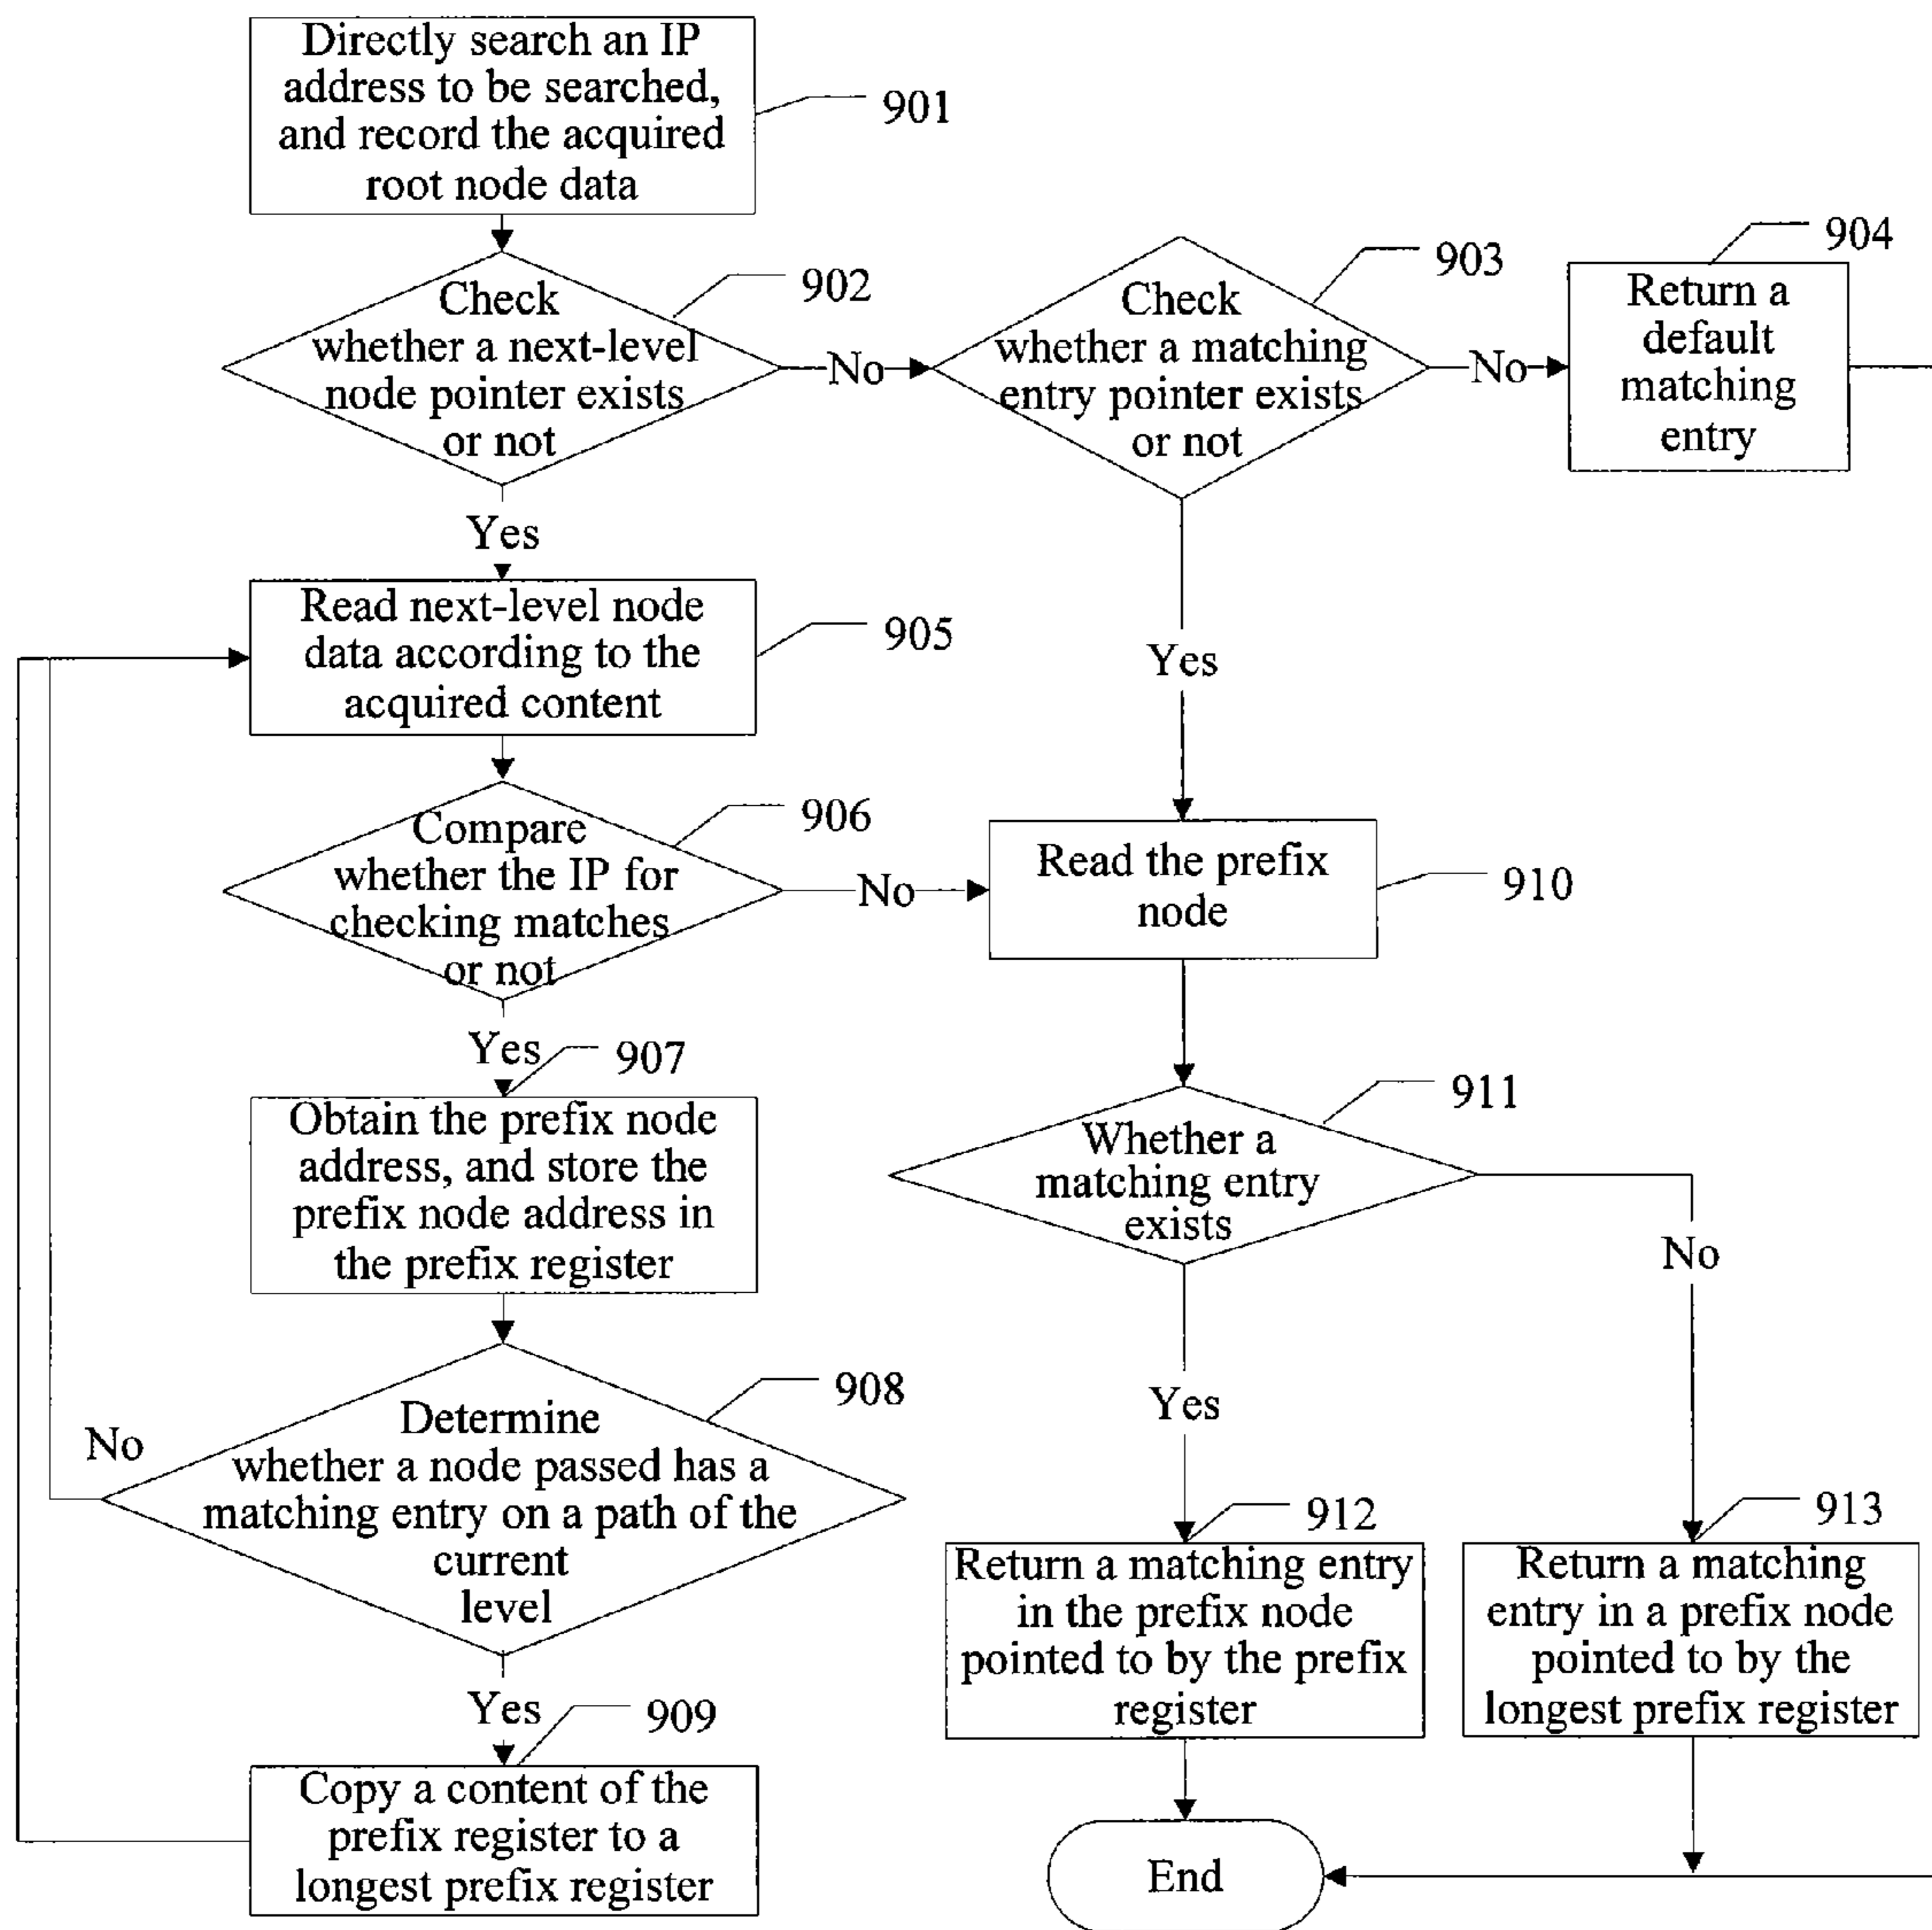 Directly search an IP
address to be searched,
and record the acquired
root node data
901
Check
whether a next-level
node pointer exists
or not
902
No
Check
whether a matching
entry pointer exists
or not
903
No
Return a
default
matching
entry
904
Yes
Read next-level node
data according to the
acquired content
905
Yes
Compare
whether the IP for
checking matches
or not
906
No
Read the prefix
node
910
Yes
907
Obtain the prefix node
address, and store the
prefix node address in
the prefix register
Whether a
matching entry
exists
911
No
Determine
whether a node passed has a
matching entry on a path of the
current
level
908
No
Yes
Return a matching entry
in the prefix node
pointed to by the prefix
register
912
Return a matching
entry in a prefix node
pointed to by the
longest prefix register
913
Yes
909
Copy a content of the
prefix register to a
longest prefix register
End